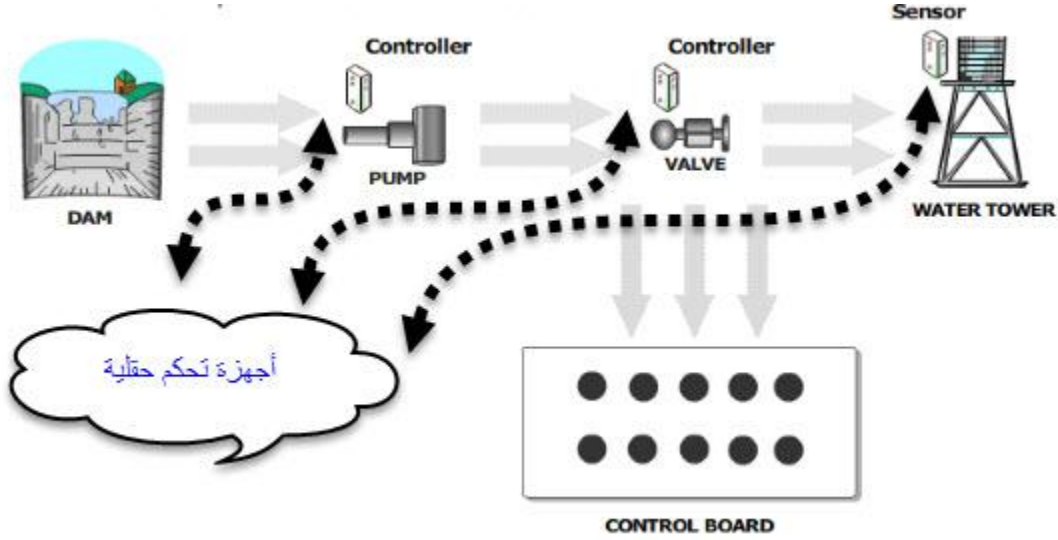 Sensor
Controller
Controller
PUMP
VALVE
DAM
WATER TOWER
أجهزة تحكم حقلية
CONTROL BOARD